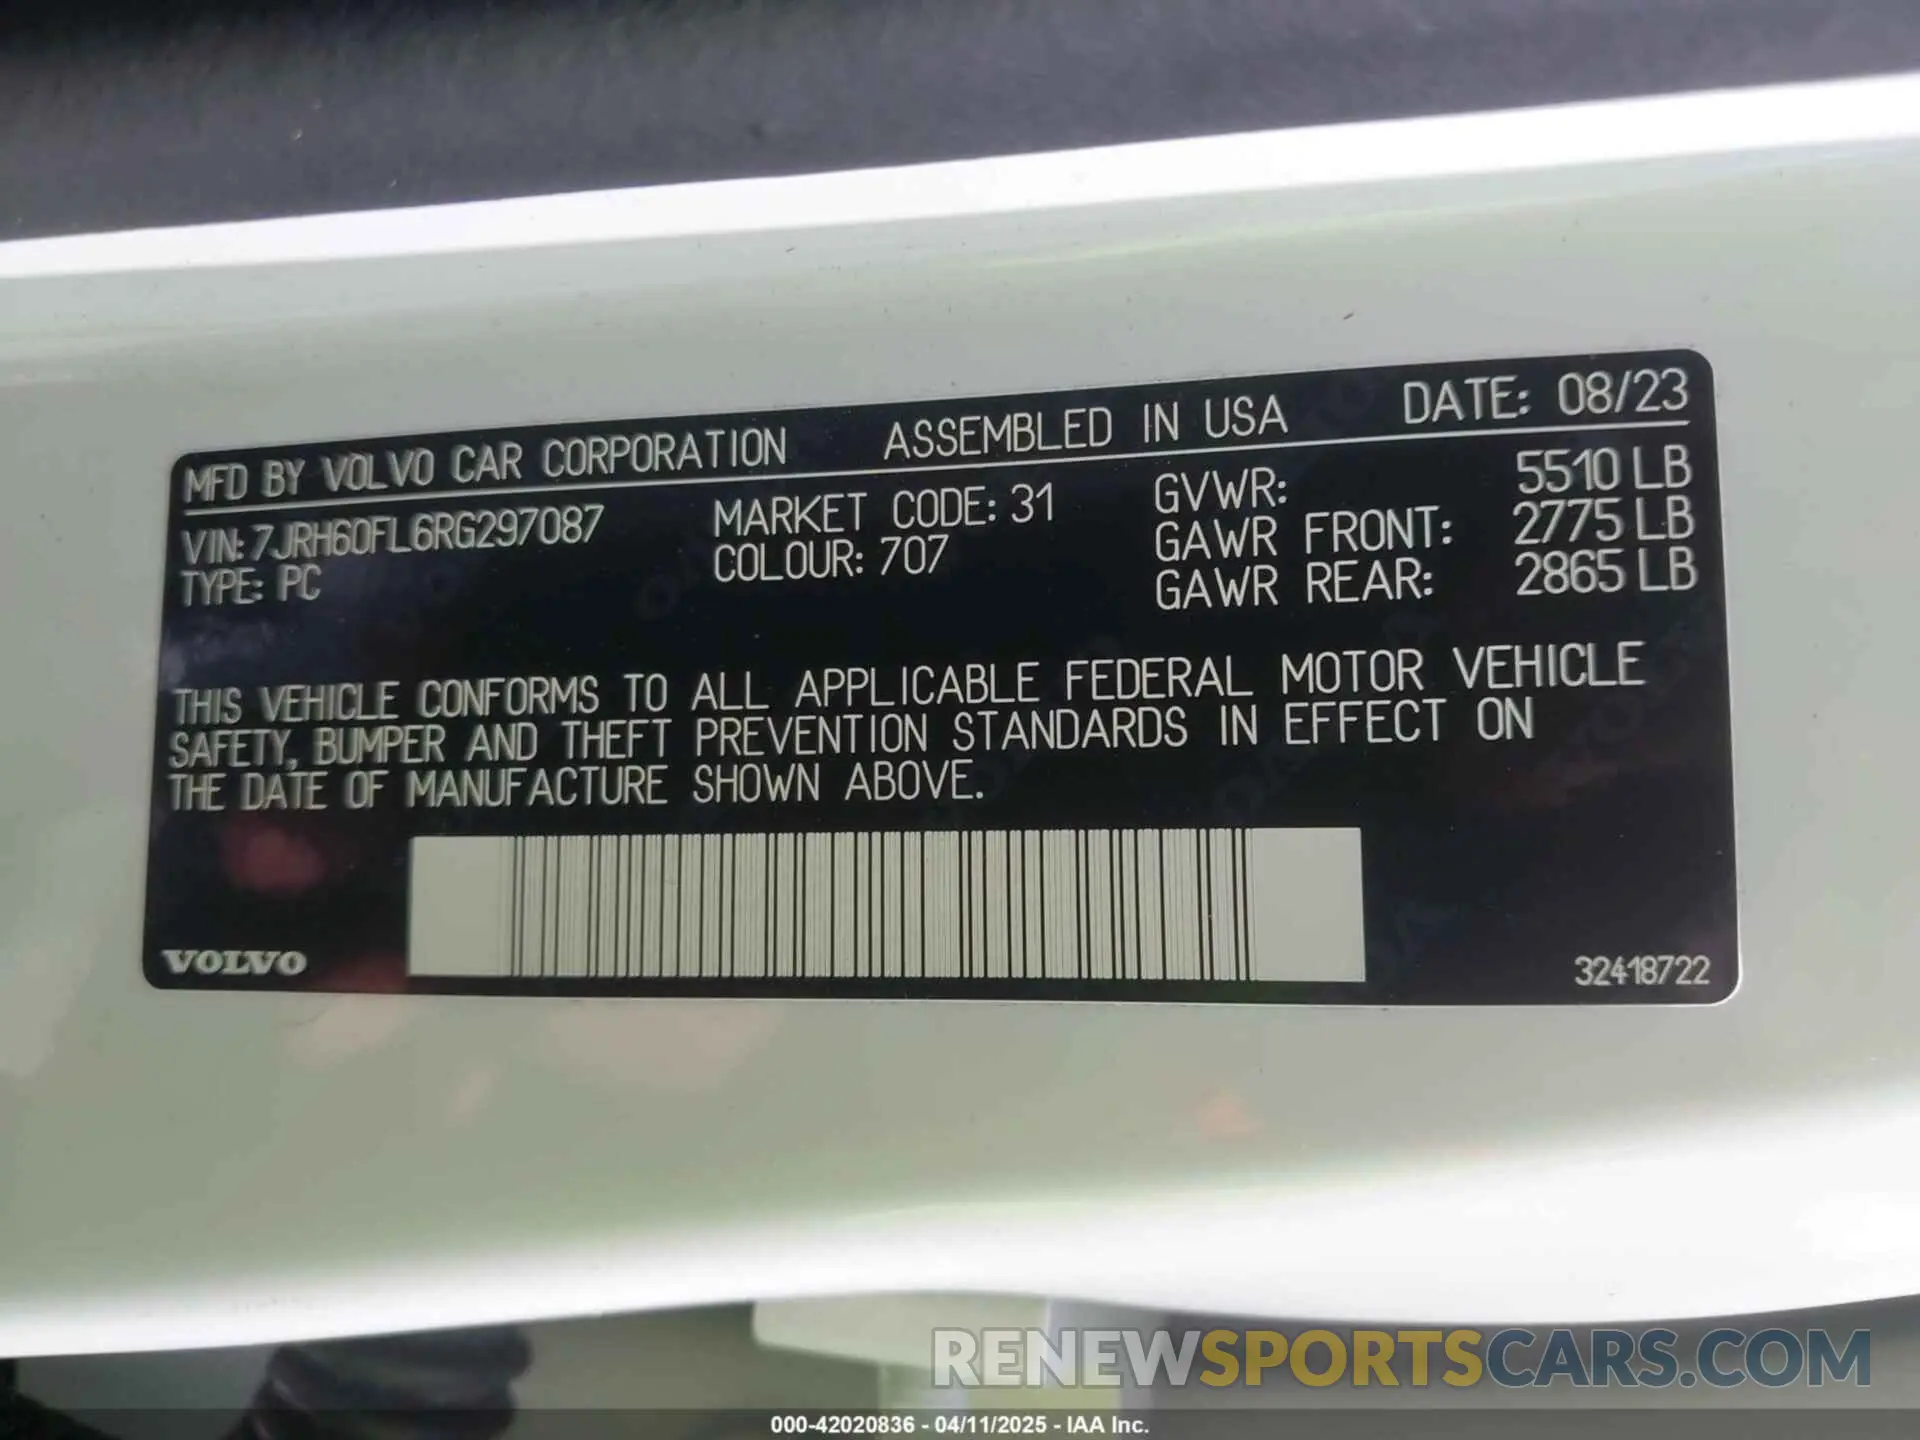 MFD BY VOLVO CAR CORPORATION ASSEMBLED IN USA DATE: 08/23
VIN: 7JRH60FL6RG297087 MARKET CODE: 31 GVWR: 5510 LB
TYPE: PC COLOUR: 707 GAWR FRONT: 2775 LB
GAWR REAR: 2865 LB
THIS VEHICLE CONFORMS TO ALL APPLICABLE FEDERAL MOTOR VEHICLE
SAFETY, BUMPER AND THEFT PREVENTION STANDARDS IN EFFECT ON
THE DATE OF MANUFACTURE SHOWN ABOVE.
VOLVO 32418722
RENEWSPORTSCARS.COM
000-42020836 - 04/11/2025 - IAA Inc.